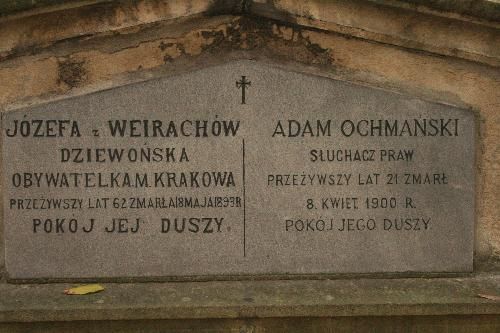 JÓZEFA z WEIRACHÓW
DZIEWOŃSKA
OBYWATELKA M. KRAKOWA
PRZEŻYWSZY LAT 62 ZMARŁA 18 MAJA 1893 R
POKÓJ JEJ DUSZY.
ADAM OCHMAŃSKI
SŁUCHACZ PRAW
PRZEŻYWSZY LAT 21 ZMARŁ
8. KWIET. 1900 R.
POKÓJ JEGO DUSZY.